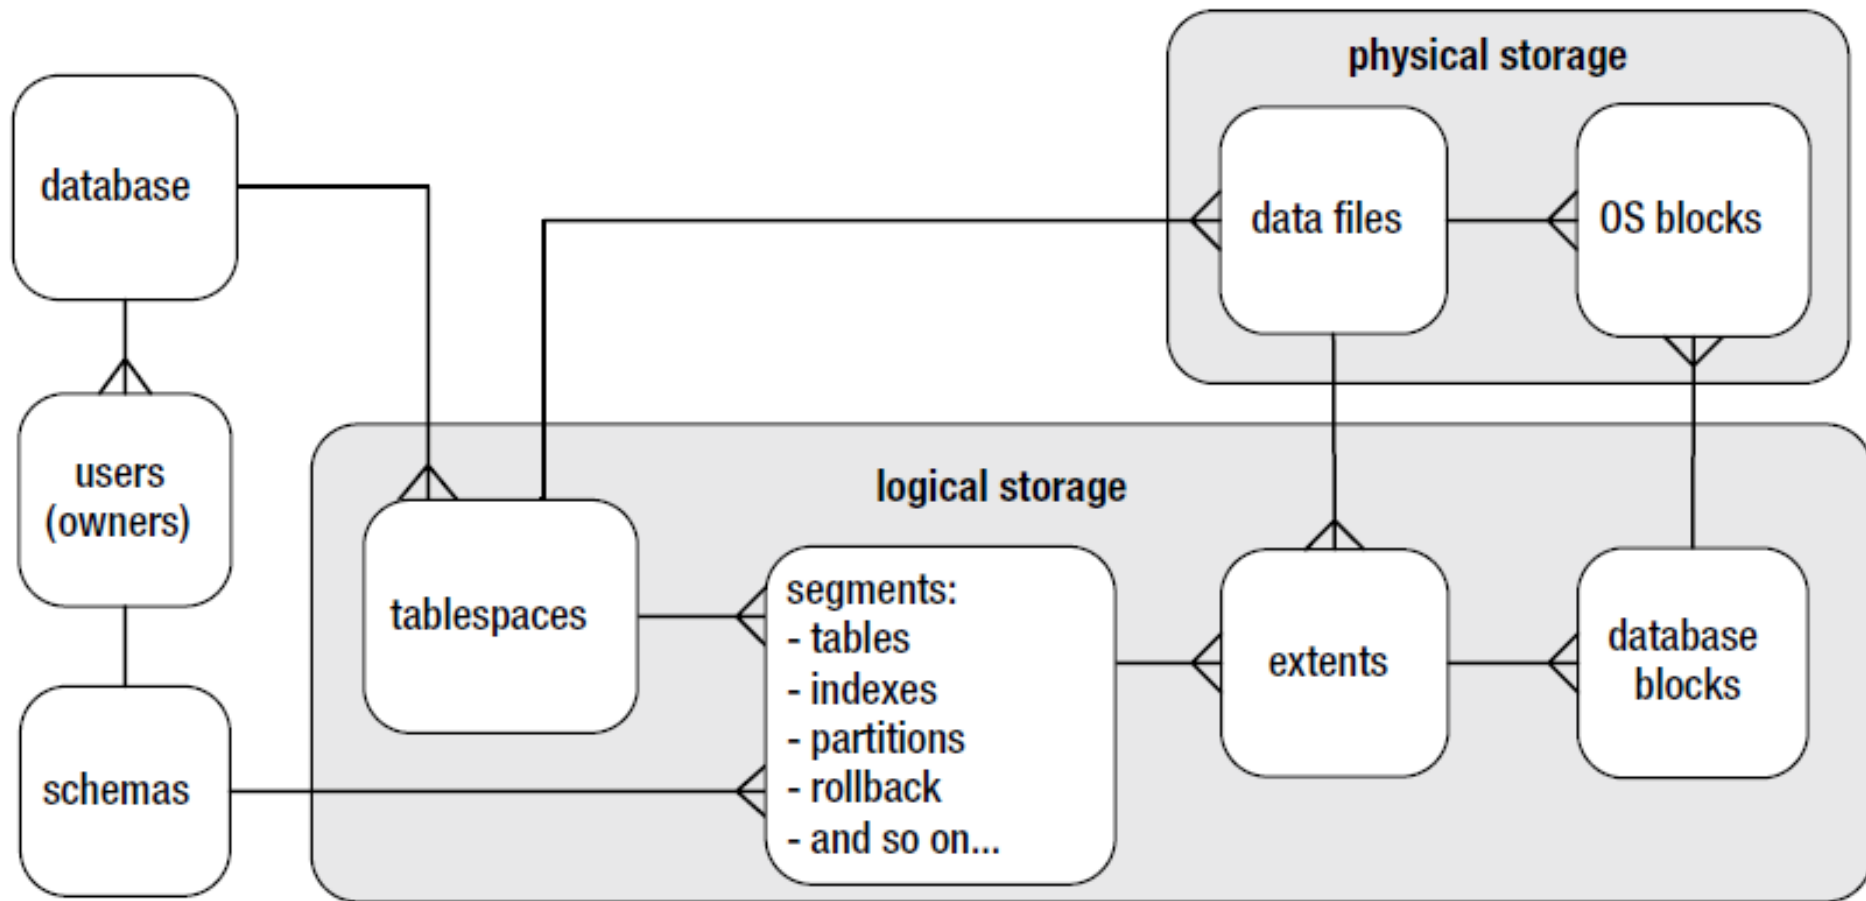 physical storage
database
data files
OS blocks
users
(owners)
logical storage
tablespaces
segments:
- tables
- indexes
- partitions
- rollback
- and so on...
extents
database
blocks
schemas